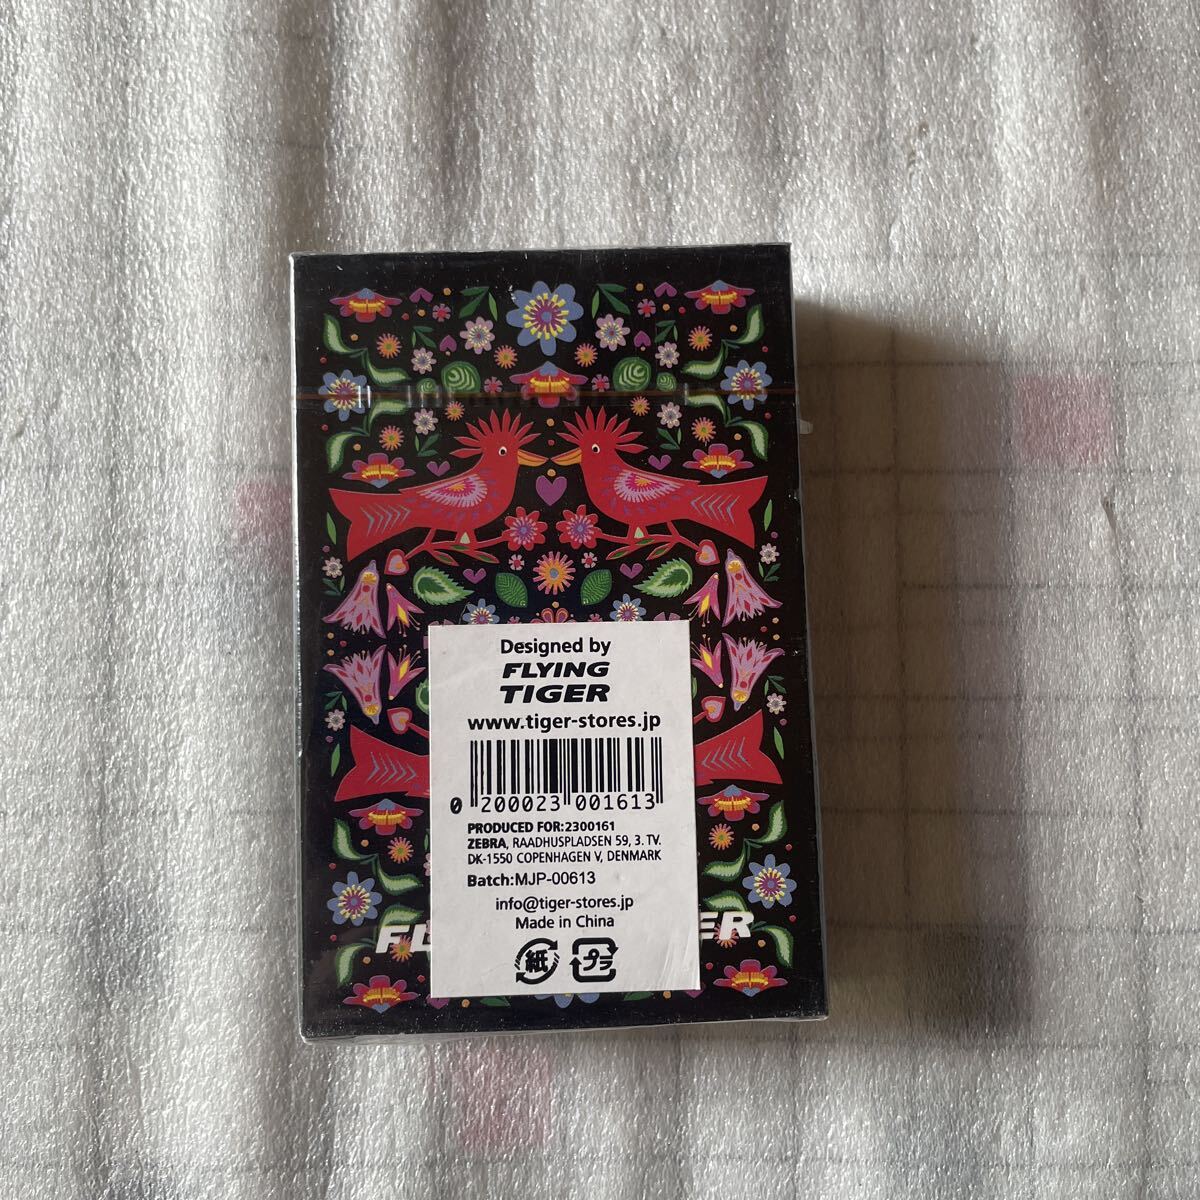 Designed by
FLYING
TIGER
www.tiger-stores.jp
0 200023 001613
PRODUCED FOR:2300161
ZEBRA, RAADHUSPLADSEN 59, 3. TV.
DK-1550 COPENHAGEN V, DENMARK
Batch:MJP-00613
info@tiger-stores.jp
Made in China
紙 プラ